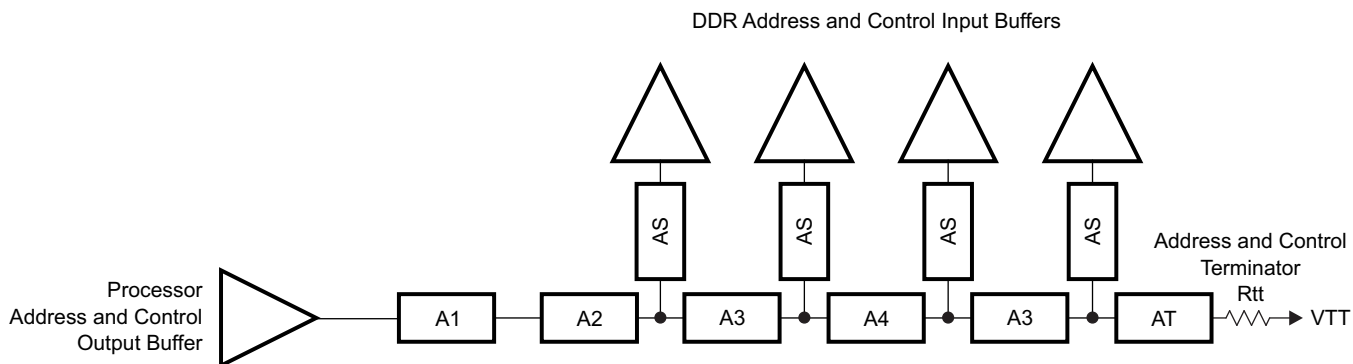 DDR Address and Control Input Buffers
AS
AS
AS
AS
Address and Control
Terminator
Rtt
Processor
Address and Control
Output Buffer
A1
A2
A3
A4
A3
AT
VTT